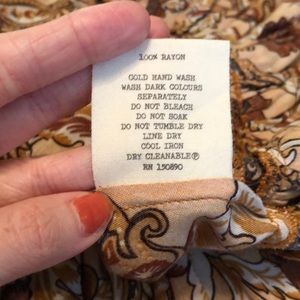 100% RAYON
COLD HAND WASH
WASH DARK COLOURS
SEPARATELY
DO NOT BLEACH
DO NOT SOAK
DO NOT TUMBLE DRY
LINE DRY
COOL IRON
DRY CLEANABLE Ⓟ
RN 150890